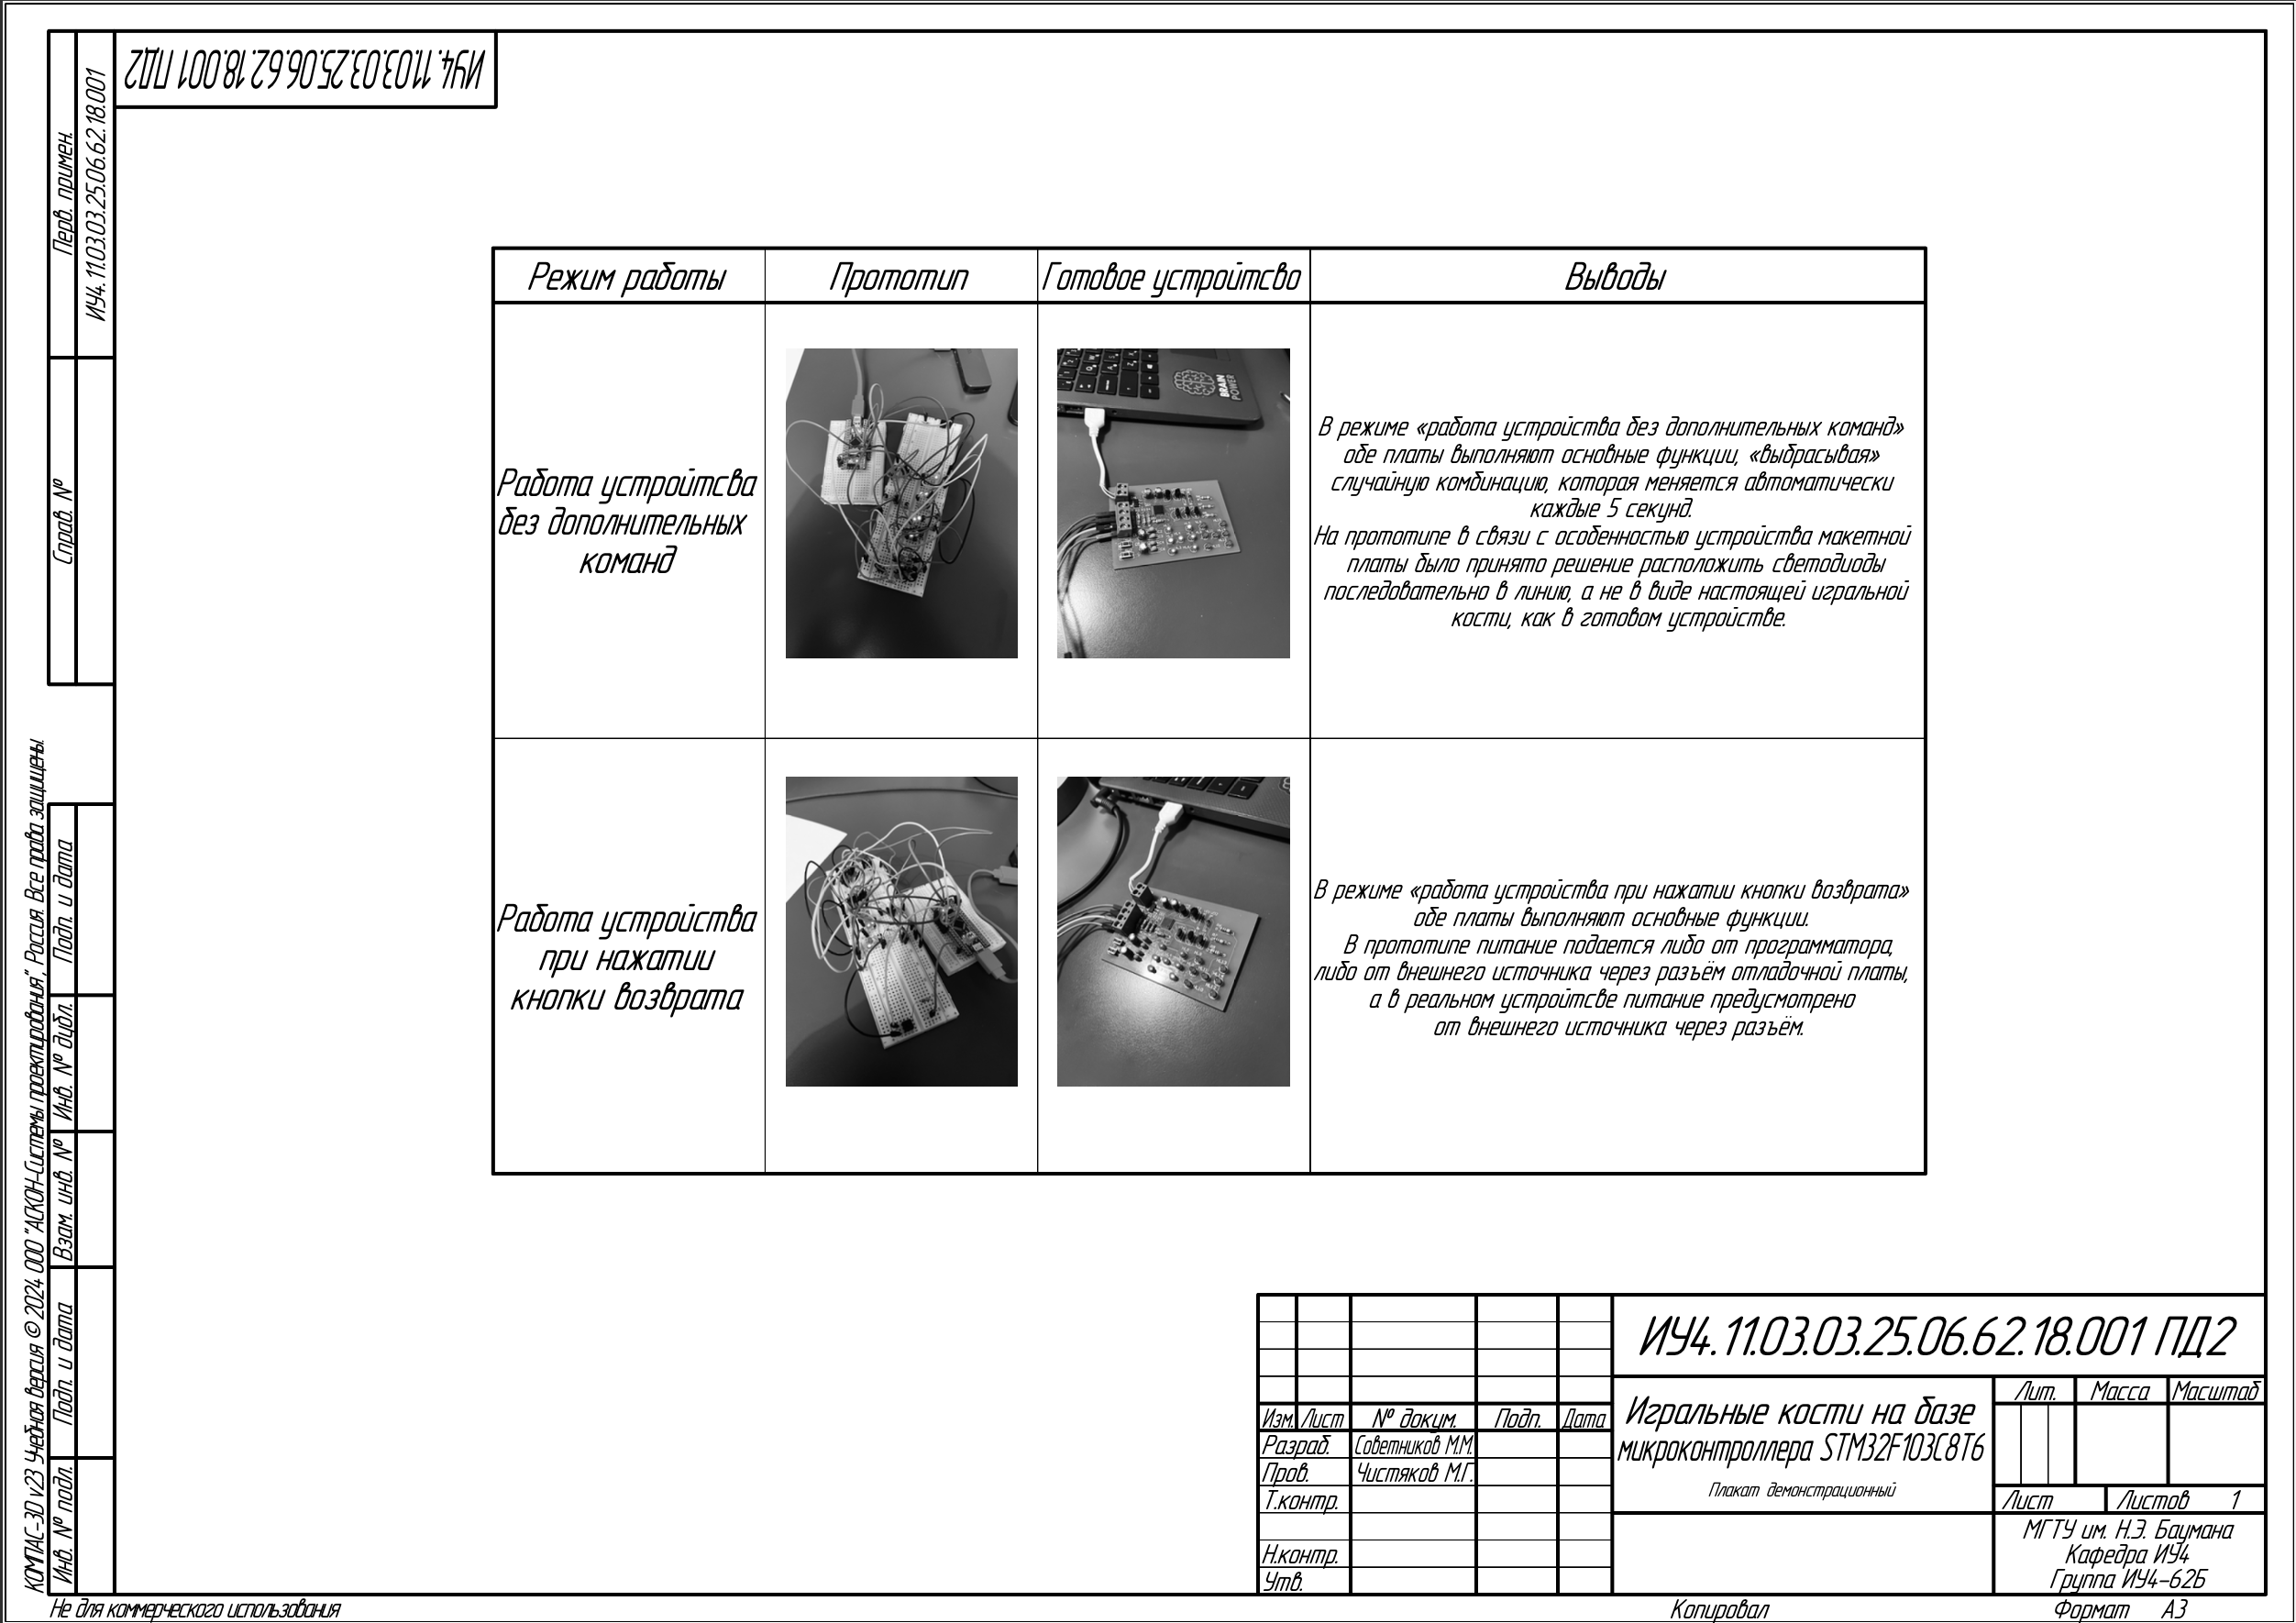 ИУ4.11.03.03.25.06.62.18.001 ПД2
Перв. примен.
ИУ4.11.03.03.25.06.62.18.001
Справ. №
Подп. и дата
Инв. № дубл.
Взам. инв. №
Подп. и дата
Инв. № подл.
КОМПАС-3D v23 Учебная версия © 2024 ООО "АСКОН-Системы проектирования", Россия. Все права защищены.
Режим работы
Прототип
Готовое устройтсво
Выводы
Работа устройтсва
без дополнительных
команд
BRAIN
POWER
В режиме «работа устройства без дополнительных команд»
обе платы выполняют основные функции, «выбрасывая»
случайную комбинацию, которая меняется автоматически
каждые 5 секунд.
На прототипе в связи с особенностью устройства макетной
платы было принято решение расположить светодиоды
последовательно в линию, а не в виде настоящей игральной
кости, как в готовом устройстве.
Работа устройства
при нажатии
кнопки возврата
В режиме «работа устройства при нажатии кнопки возврата»
обе платы выполняют основные функции.
В прототипе питание подается либо от программатора,
либо от внешнего источника через разъём отладочной платы,
а в реальном устройтсве питание предусмотрено
от внешнего источника через разъём.
ИУ4.11.03.03.25.06.62.18.001 ПД2
Изм. Лист № докум. Подп. Дата
Разраб. Советников М.М.
Пров. Чистяков М.Г.
Т.контр.
Н.контр.
Утв.
Игральные кости на базе
микроконтроллера STM32F103C8T6
Плакат демонстрационный
Лит. Масса Масштаб
Лист Листов 1
МГТУ им. Н.Э. Баумана
Кафедра ИУ4
Группа ИУ4-62Б
Не для коммерческого использования
Копировал
Формат А3